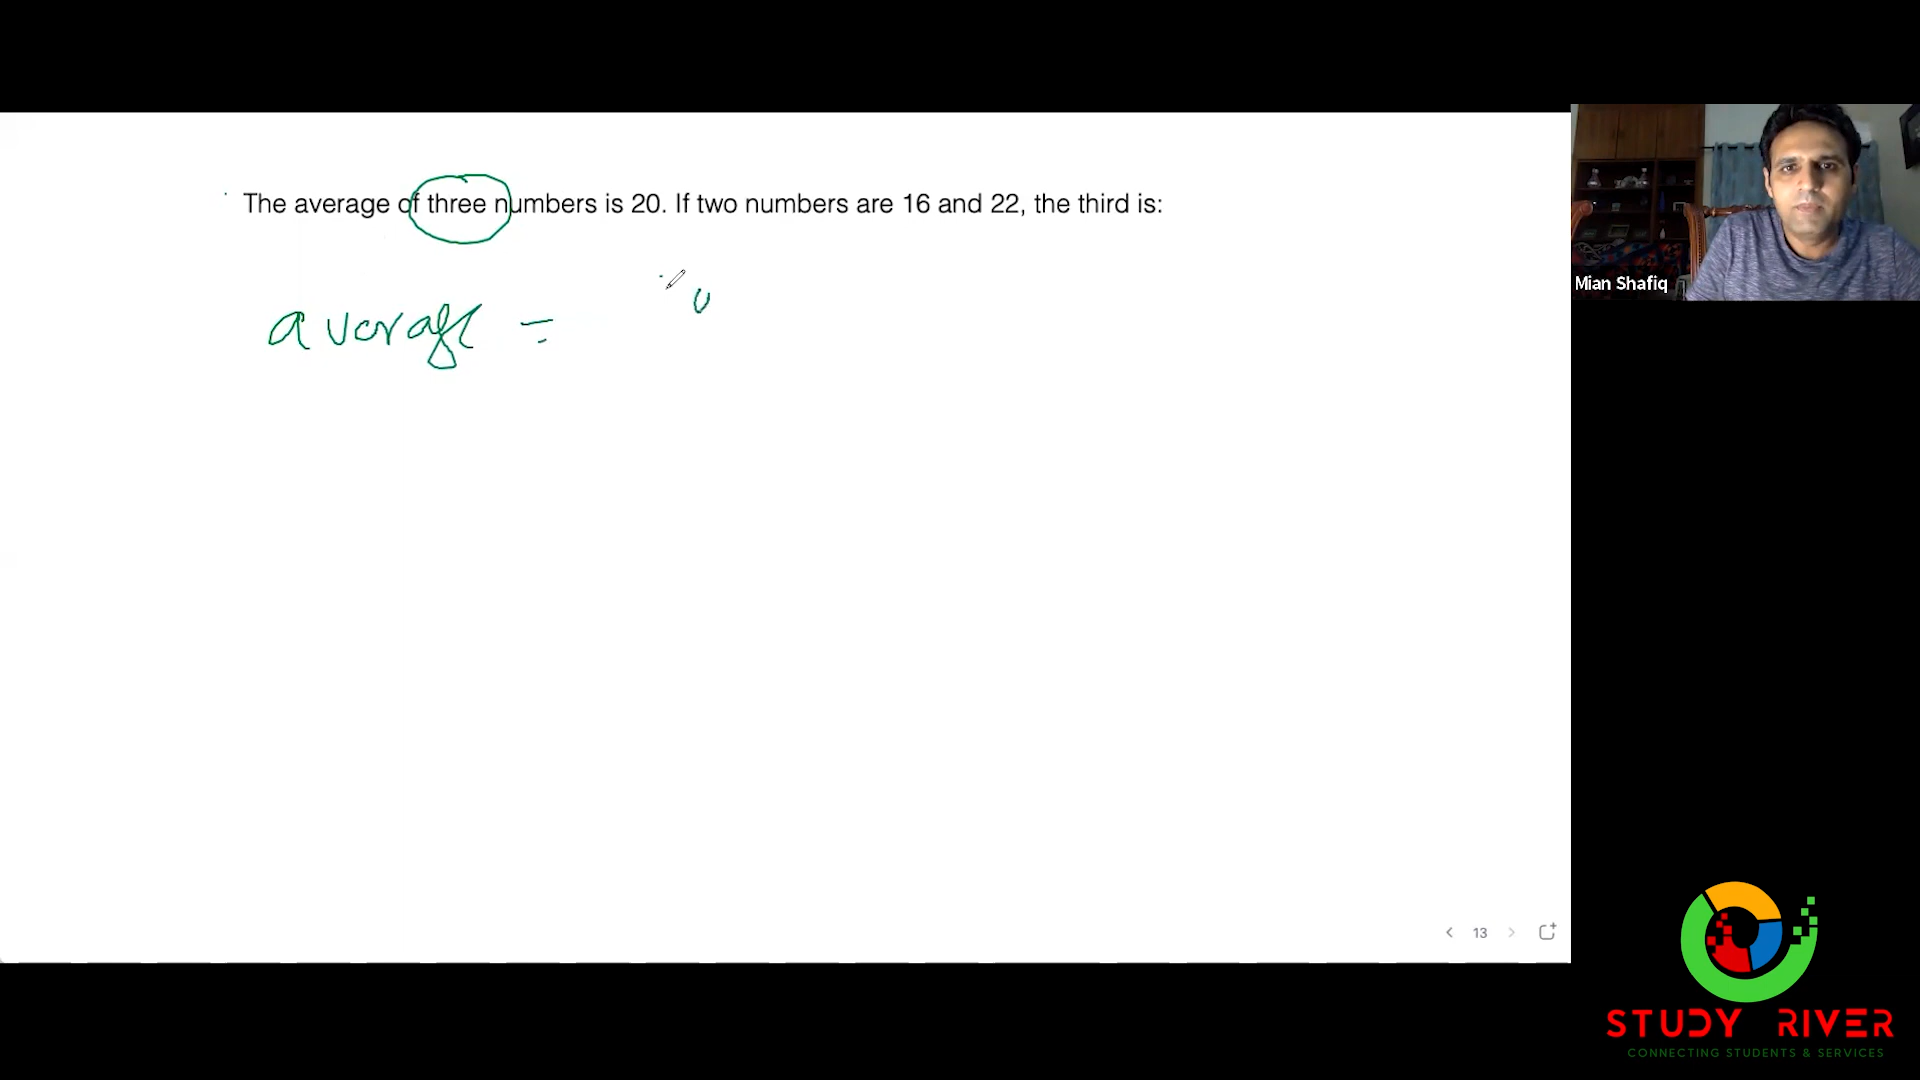 The average of three numbers is 20. If two numbers are 16 and 22, the third is:
average =
Mian Shafiq
13
STUDY RIVER
CONNECTING STUDENTS & SERVICES